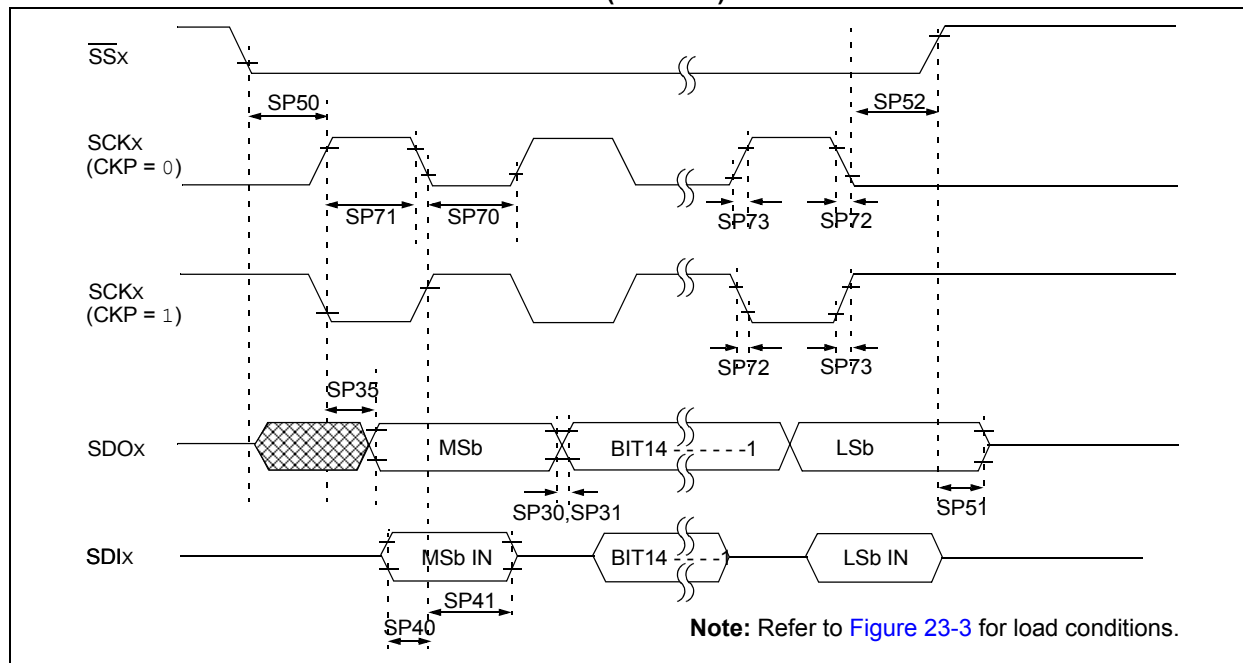 SSx
SP50
SP52
SCKx
(CKP = 0)
SP71
SP70
SP73
SP72
SCKx
(CKP = 1)
SP72
SP73
SP35
SDOx
MSb
BIT14 - - - - - -1
LSb
SP30,SP31
SP51
SDIx
MSb IN
BIT14 - - - - -1
LSb IN
SP41
SP40
Note: Refer to Figure 23-3 for load conditions.